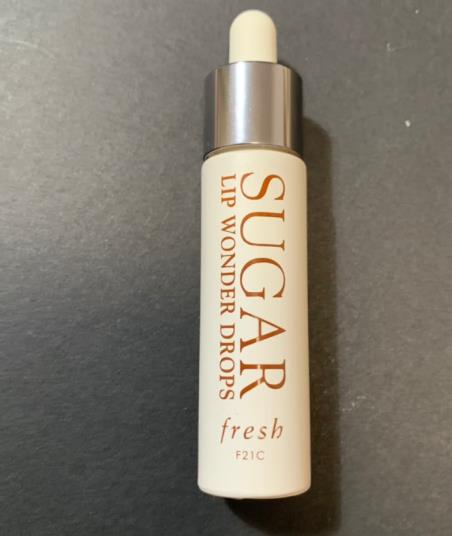 SUGAR
LIP WONDER DROPS
fresh
F21C